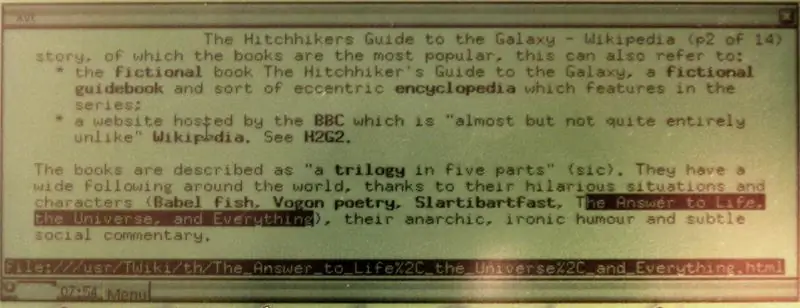 xvt
The Hitchhikers Guide to the Galaxy - Wikipedia (p2 of 14)
story, of which the books are the most popular, this can also refer to:
* the fictional book The Hitchhiker's Guide to the Galaxy, a fictional
guidebook and sort of eccentric encyclopedia which features in the
series;
* a website hosted by the BBC which is "almost but not quite entirely
unlike" Wikipedia. See H2G2.
The books are described as "a trilogy in five parts" (sic). They have a
wide following around the world, thanks to their hilarious situations and
characters (Babel fish, Vogon poetry, Slartibartfast, The Answer to Life,
the Universe, and Everything), their anarchic, ironic humour and subtle
social commentary.
file:///usr/TWiki/th/The_Answer_to_Life%2C_the_Universe%2C_and_Everything.html
07:54 Menu